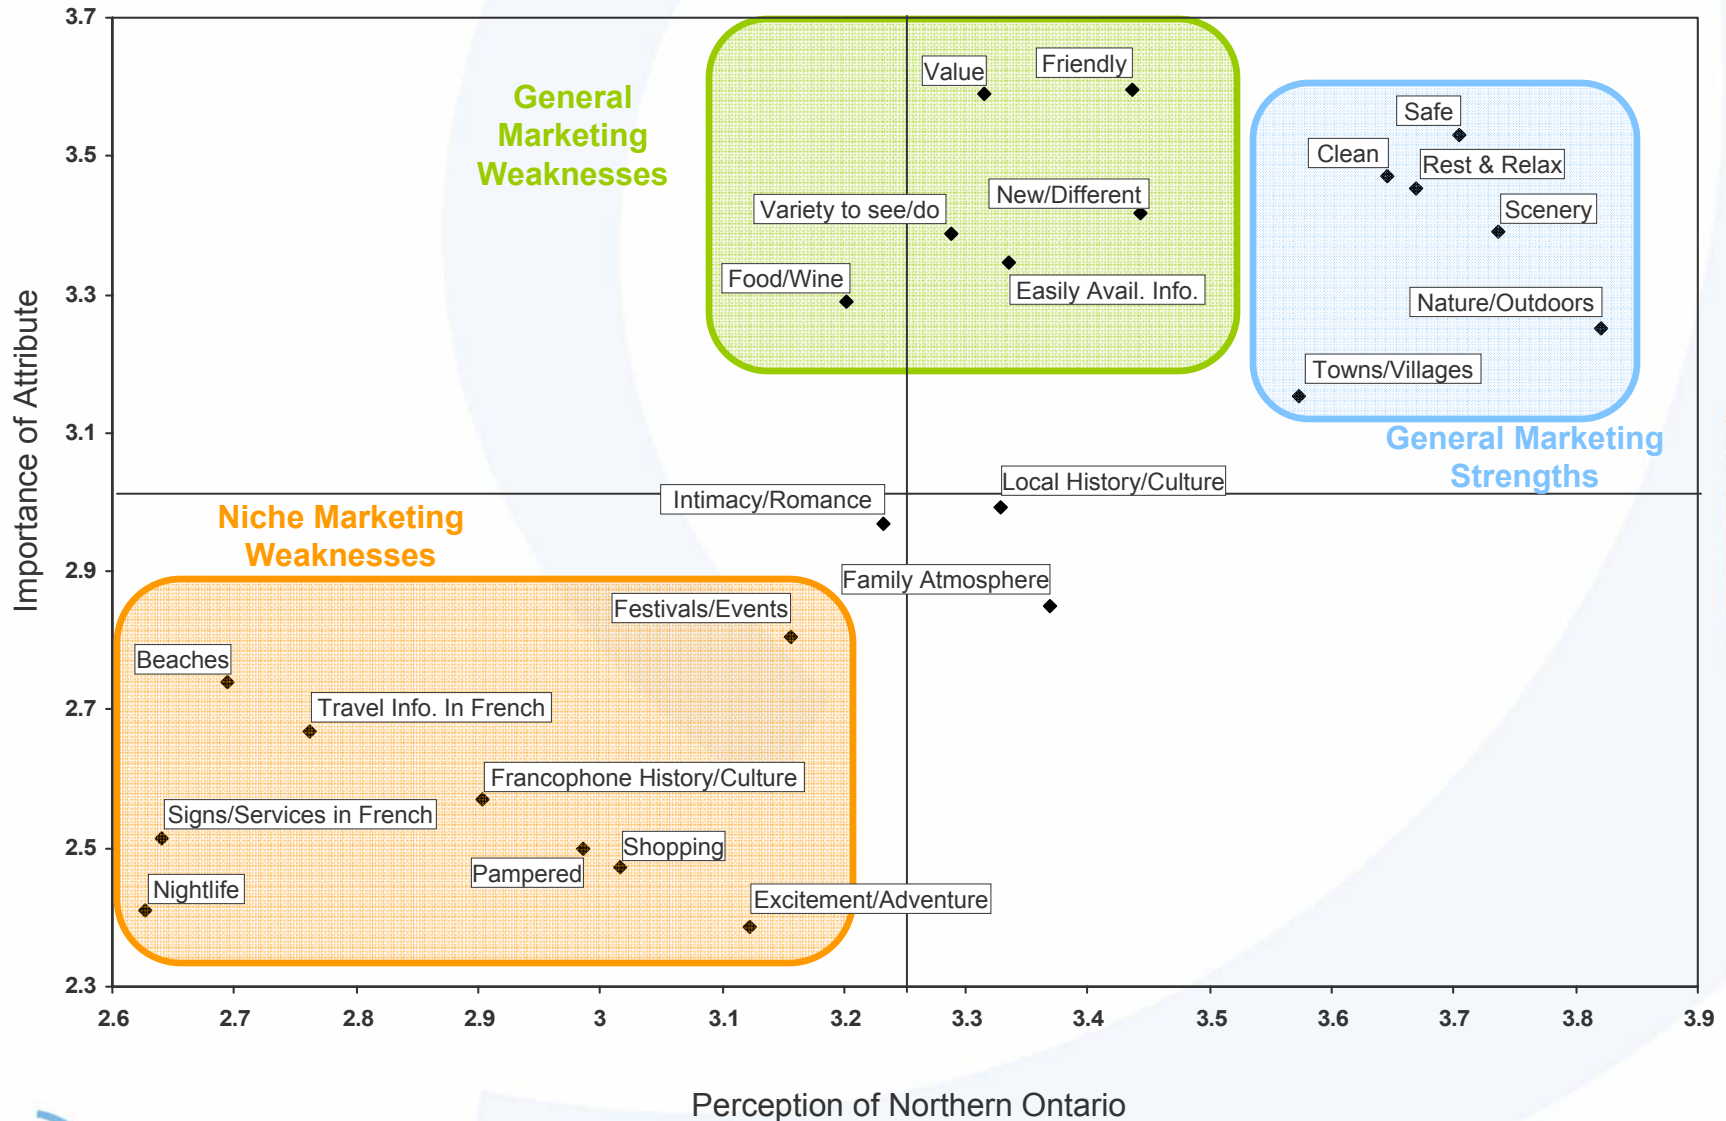 3.7
Value
Friendly
General
Marketing
Weaknesses
Safe
Clean
Rest & Relax
3.5
New/Different
Variety to see/do
Scenery
Food/Wine
Easily Avail. Info.
3.3
Nature/Outdoors
Towns/Villages
3.1
General Marketing
Strengths
Local History/Culture
Intimacy/Romance
Niche Marketing
Weaknesses
2.9
Family Atmosphere
Festivals/Events
Beaches
Travel Info. In French
2.7
Francophone History/Culture
Signs/Services in French
Shopping
2.5
Pampered
Nightlife
Excitement/Adventure
2.3
Importance of Attribute
2.6 2.7 2.8 2.9 3 3.1 3.2 3.3 3.4 3.5 3.6 3.7 3.8 3.9
Perception of Northern Ontario